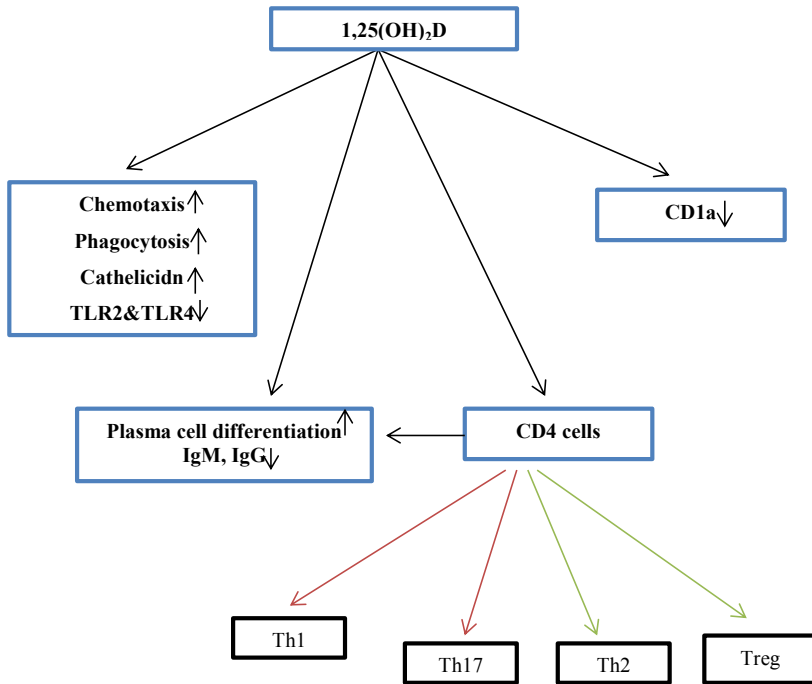 1,25(OH)₂D
Chemotaxis↑
Phagocytosis↑
Cathelicidn↑
TLR2&TLR4↓
CD1a↓
Plasma cell differentiation↑
IgM, IgG↓
CD4 cells
Th1
Th17
Th2
Treg